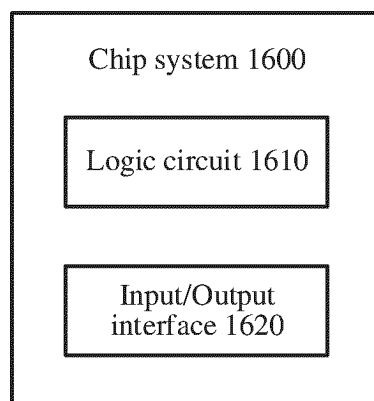 Chip system 1600
Logic circuit 1610
Input/Output
interface 1620